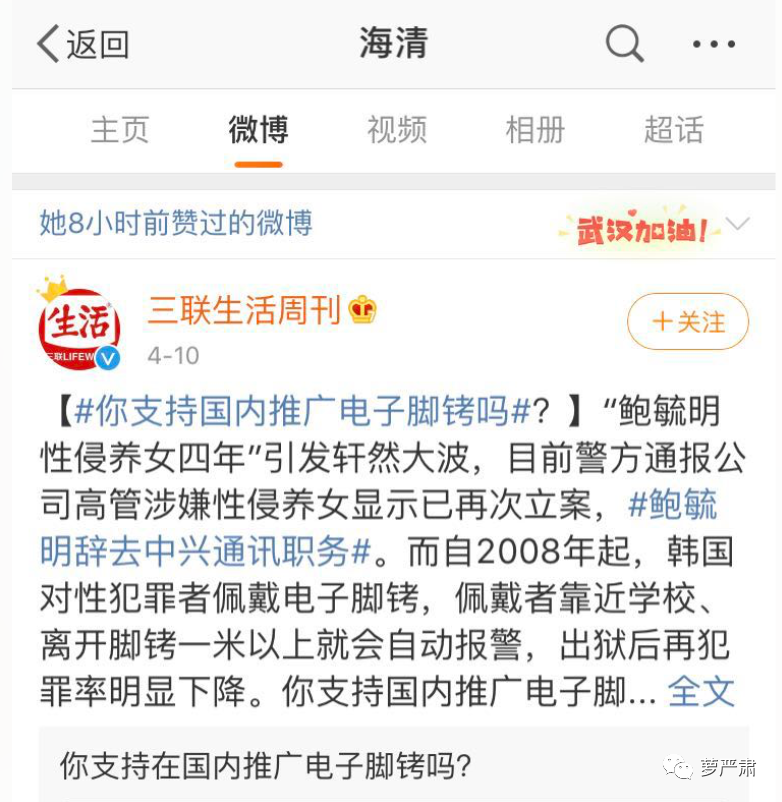 返回
海清
主页
微博
视频
相册
超话
她8小时前赞过的微博
武汉加油!
生活
三联LIFEW
三联生活周刊
+关注
4-10
【#你支持国内推广电子脚铐吗#？】“鲍毓明
性侵养女四年”引发轩然大波，目前警方通报公
司高管涉嫌性侵养女显示已再次立案，#鲍毓
明辞去中兴通讯职务#。而自2008年起，韩国
对性犯罪者佩戴电子脚铐，佩戴者靠近学校、
离开脚铐一米以上就会自动报警，出狱后再犯
罪率明显下降。你支持国内推广电子脚... 全文
你支持在国内推广电子脚铐吗?
萝严肃